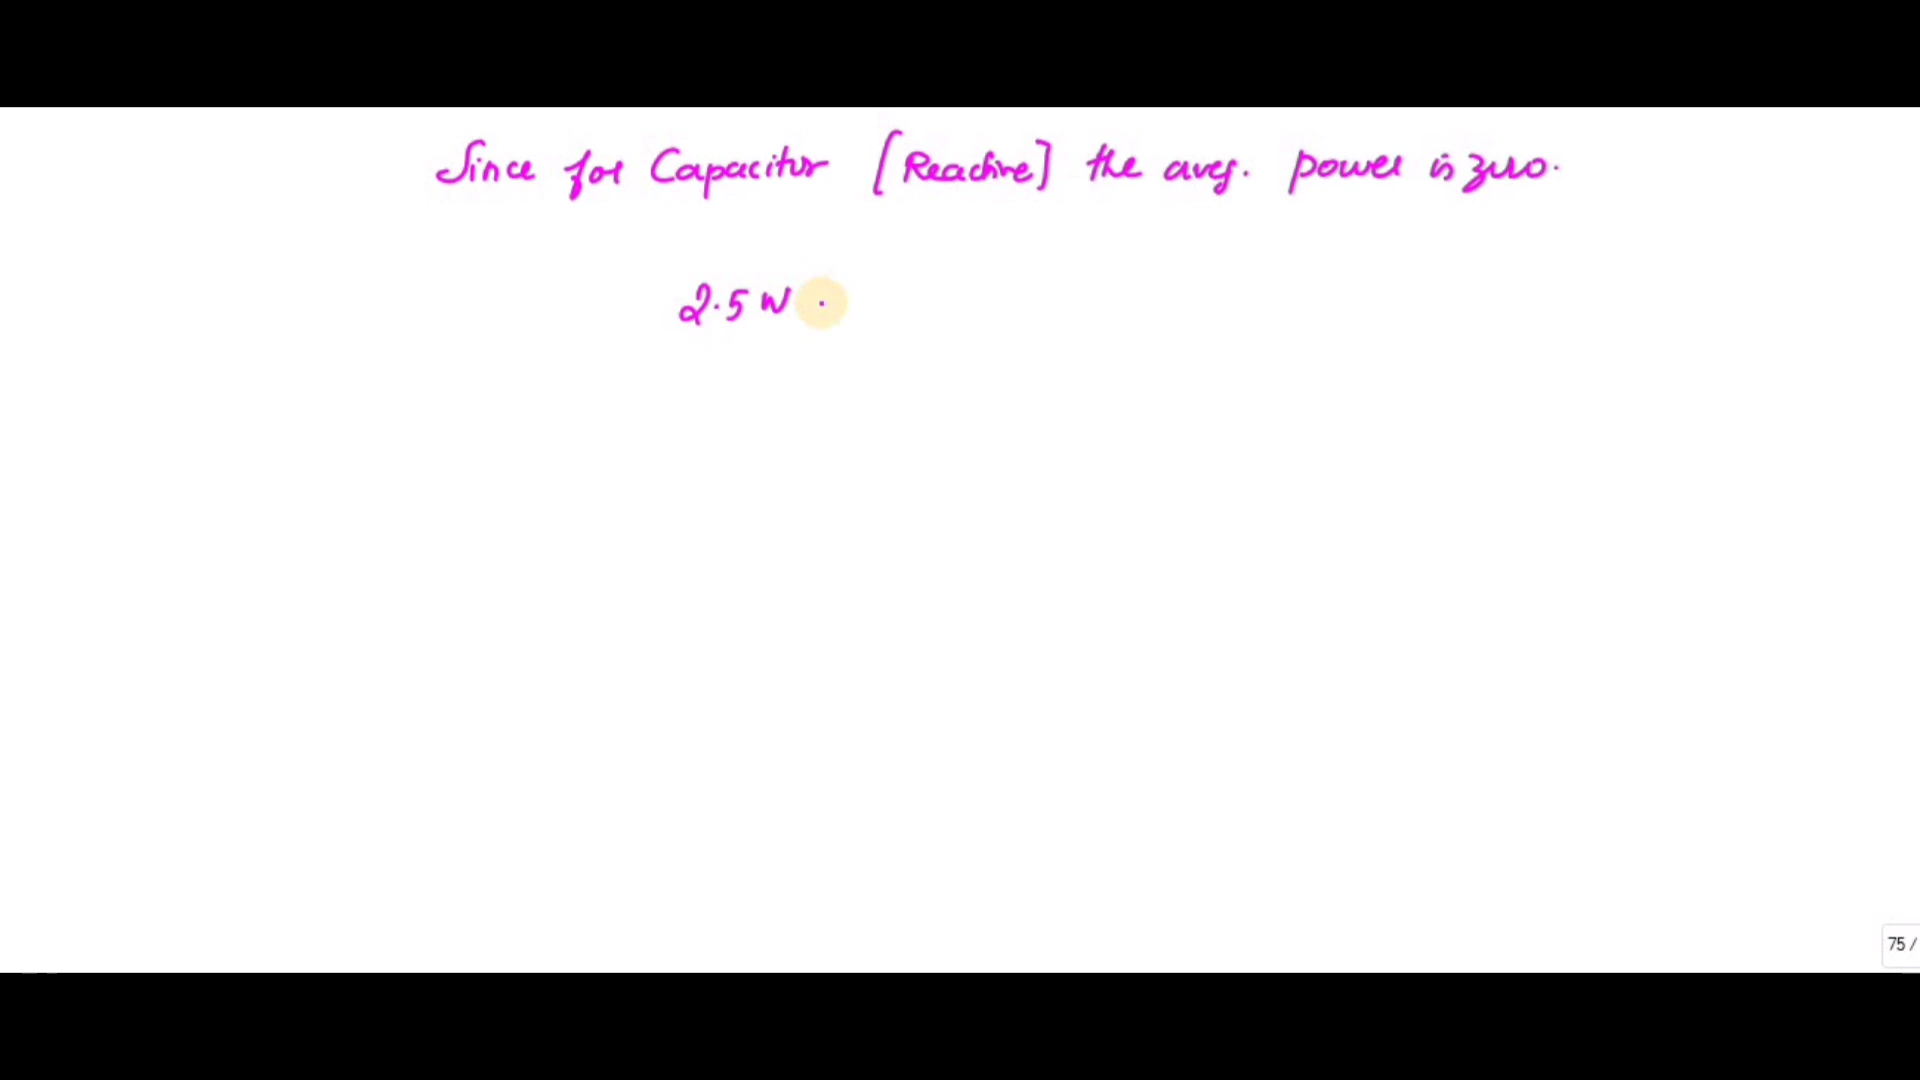 Since for Capacitor [Reactive] the avg. power is zero.
2.5 W .
75 /